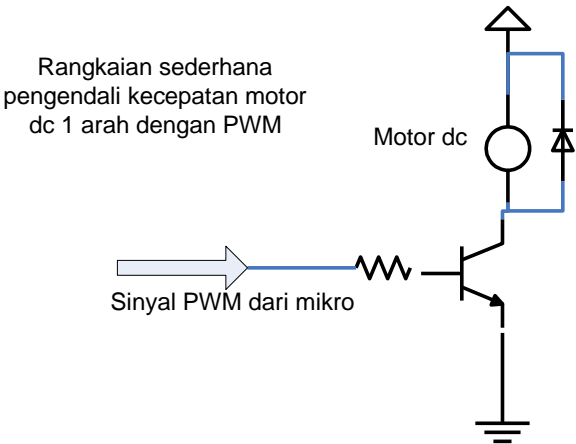 Rangkaian sederhana
pengendali kecepatan motor
dc 1 arah dengan PWM
Motor dc
Sinyal PWM dari mikro